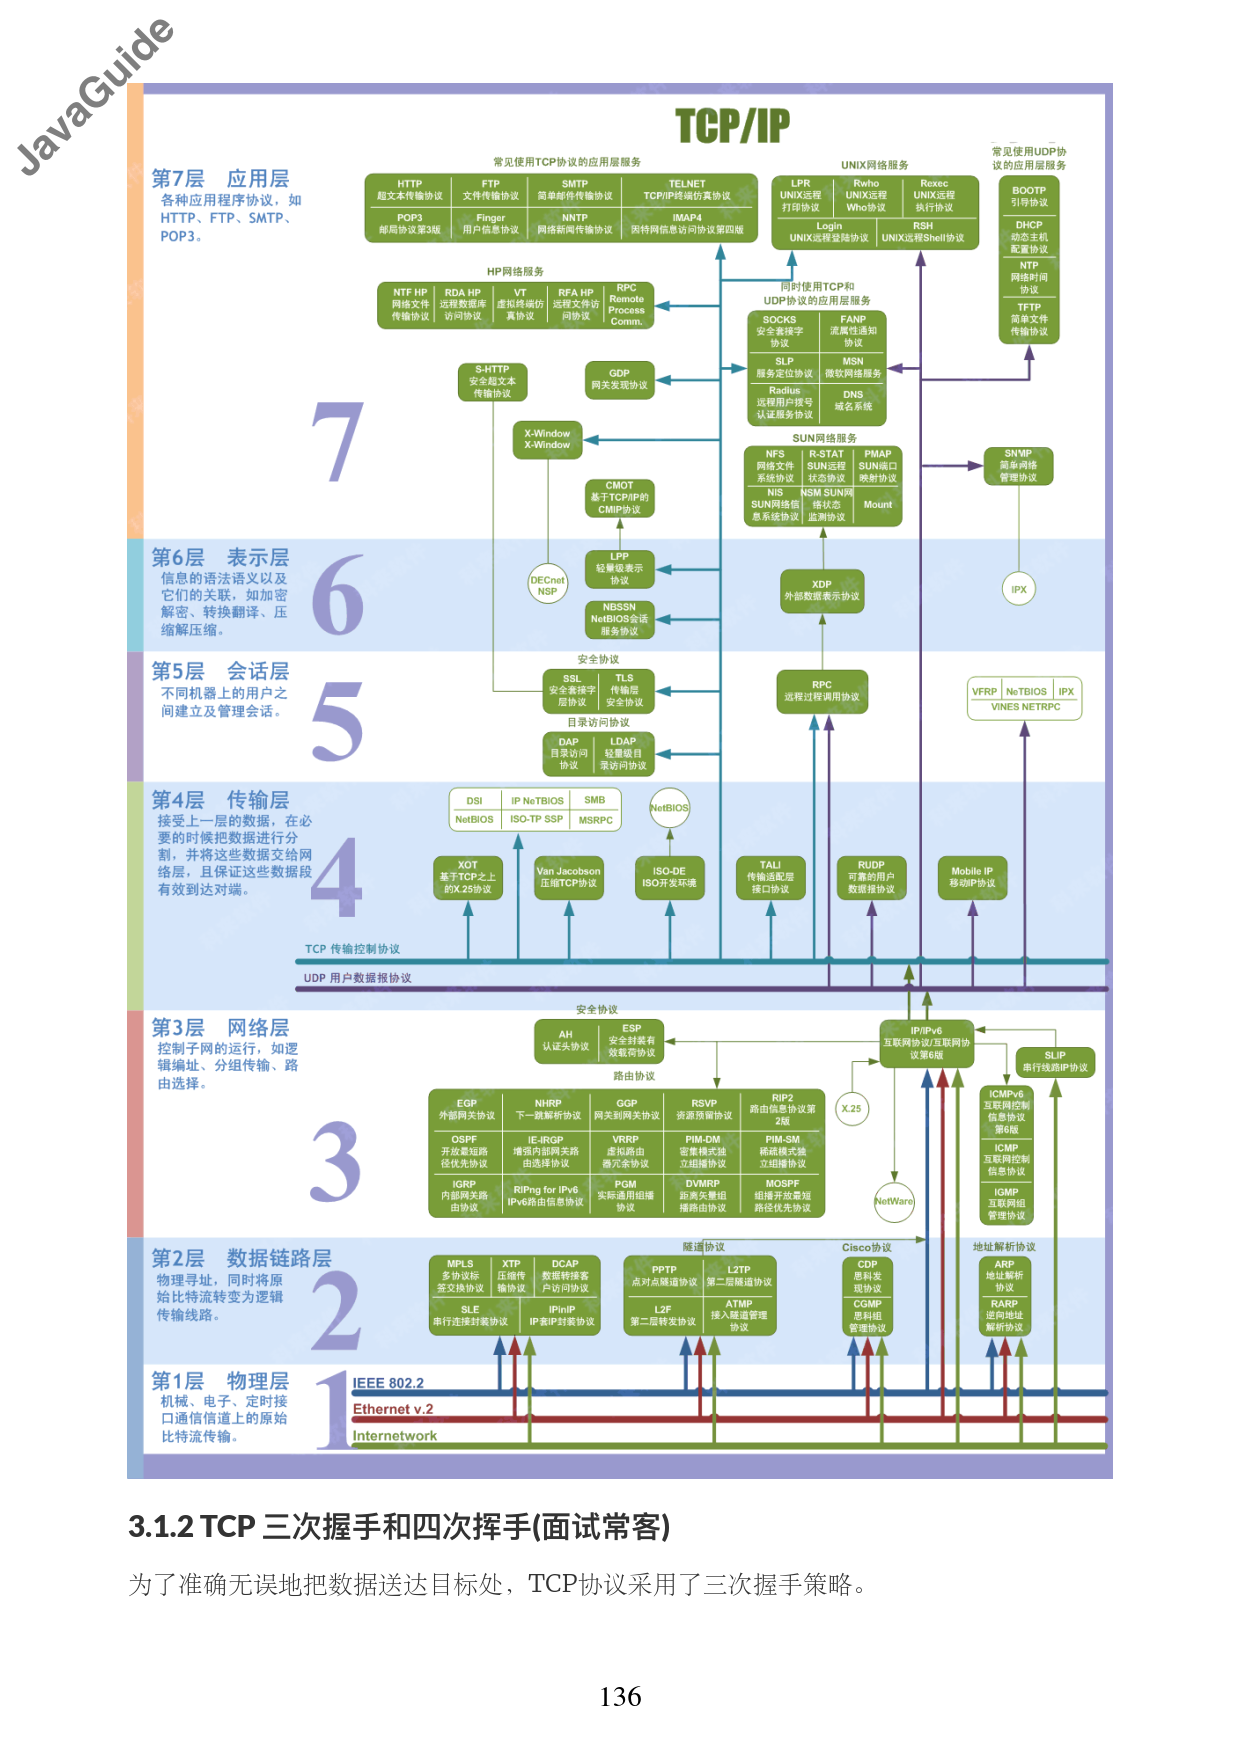 JavaGuide
TCP/IP
第7层 应用层
各种应用程序协议，如
HTTP、FTP、SMTP、
POP3。
7
常见使用TCP协议的应用层服务
HTTP
超文本传输协议
FTP
文件传输协议
SMTP
简单邮件传输协议
TELNET
TCP/IP终端仿真协议
POP3
邮局协议第3版
Finger
用户信息协议
NNTP
网络新闻传输协议
IMAP4
因特网信息访问协议第四版
UNIX网络服务
LPR
UNIX远程
打印协议
Rwho
UNIX远程
Who协议
Rexec
UNIX远程
执行协议
Login
UNIX远程登陆协议
RSH
UNIX远程Shell协议
常见使用UDP协
议的应用层服务
BOOTP
引导协议
DHCP
动态主机
配置协议
NTP
网络时间
协议
TFTP
简单文件
传输协议
HP网络服务
NTF HP
网络文件
传输协议
RDA HP
远程数据库
访问协议
VT
虚拟终端仿
真协议
RFA HP
远程文件访
问协议
RPC
Remote
Process
Comm.
同时使用TCP和
UDP协议的应用层服务
SOCKS
安全套接字
协议
FANP
流属性通知
协议
SLP
服务定位协议
MSN
微软网络服务
Radius
远程用户拨号
认证服务协议
DNS
域名系统
S-HTTP
安全超文本
传输协议
GDP
网关发现协议
X-Window
X-Window
SUN网络服务
NFS
网络文件
系统协议
R-STAT
SUN远程
状态协议
PMAP
SUN端口
映射协议
NIS
SUN网络信
息系统协议
NSM SUN网
络状态
监测协议
Mount
SNMP
简单网络
管理协议
CMOT
基于TCP/IP的
CMIP协议
第6层 表示层
信息的语法语义以及
它们的关联，如加密
解密、转换翻译、压
缩解压缩。
6
DECnet
NSP
LPP
轻量级表示
协议
NBSSN
NetBIOS会话
服务协议
XDP
外部数据表示协议
IPX
第5层 会话层
不同机器上的用户之
间建立及管理会话。
5
安全协议
SSL
安全套接字
层协议
TLS
传输层
安全协议
目录访问协议
DAP
目录访问
协议
LDAP
轻量级目
录访问协议
RPC
远程过程调用协议
VFRP NeTBIOS IPX
VINES NETRPC
第4层 传输层
接受上一层的数据，在必
要的时候把数据进行分
割，并将这些数据交给网
络层，且保证这些数据段
有效到达对端。
4
DSI IP NeTBIOS SMB
NetBIOS ISO-TP SSP MSRPC
NetBIOS
XOT
基于TCP之上
的X.25协议
Van Jacobson
压缩TCP协议
ISO-DE
ISO开发环境
TALI
传输适配层
接口协议
RUDP
可靠的用户
数据报协议
Mobile IP
移动IP协议
TCP 传输控制协议
UDP 用户数据报协议
第3层 网络层
控制子网的运行，如逻
辑编址、分组传输、路
由选择。
3
安全协议
AH
认证头协议
ESP
安全封装有
效载荷协议
IP/IPv6
互联网协议/互联网协
议第6版
SLIP
串行线路IP协议
路由协议
EGP
外部网关协议
NHRP
下一跳解析协议
GGP
网关到网关协议
RSVP
资源预留协议
RIP2
路由信息协议第
2版
OSPF
开放最短路
径优先协议
IE-IRGP
增强内部网关路
由选择协议
VRRP
虚拟路由
器冗余协议
PIM-DM
密集模式独
立组播协议
PIM-SM
稀疏模式独
立组播协议
IGRP
内部网关路
由协议
RIPng for IPv6
IPv6路由信息协议
PGM
实际通用组播
协议
DVMRP
距离矢量组
播路由协议
MOSPF
组播开放最短
路径优先协议
X.25
NetWare
ICMPv6
互联网控制
信息协议
第6版
ICMP
互联网控制
信息协议
IGMP
互联网组
管理协议
第2层 数据链路层
物理寻址，同时将原
始比特流转变为逻辑
传输线路。
2
MPLS
多协议标
签交换协议
XTP
压缩传
输协议
DCAP
数据转接客
户访问协议
SLE
串行连接封装协议
IPinIP
IP套IP封装协议
隧道协议
PPTP
点对点隧道协议
L2TP
第二层隧道协议
L2F
第二层转发协议
ATMP
接入隧道管理
协议
Cisco协议
CDP
思科发
现协议
CGMP
思科组
管理协议
地址解析协议
ARP
地址解析
协议
RARP
逆向地址
解析协议
第1层 物理层
机械、电子、定时接
口通信信道上的原始
比特流传输。
1
IEEE 802.2
Ethernet v.2
Internetwork
3.1.2 TCP 三次握手和四次挥手(面试常客)
为了准确无误地把数据送达目标处，TCP协议采用了三次握手策略。
136